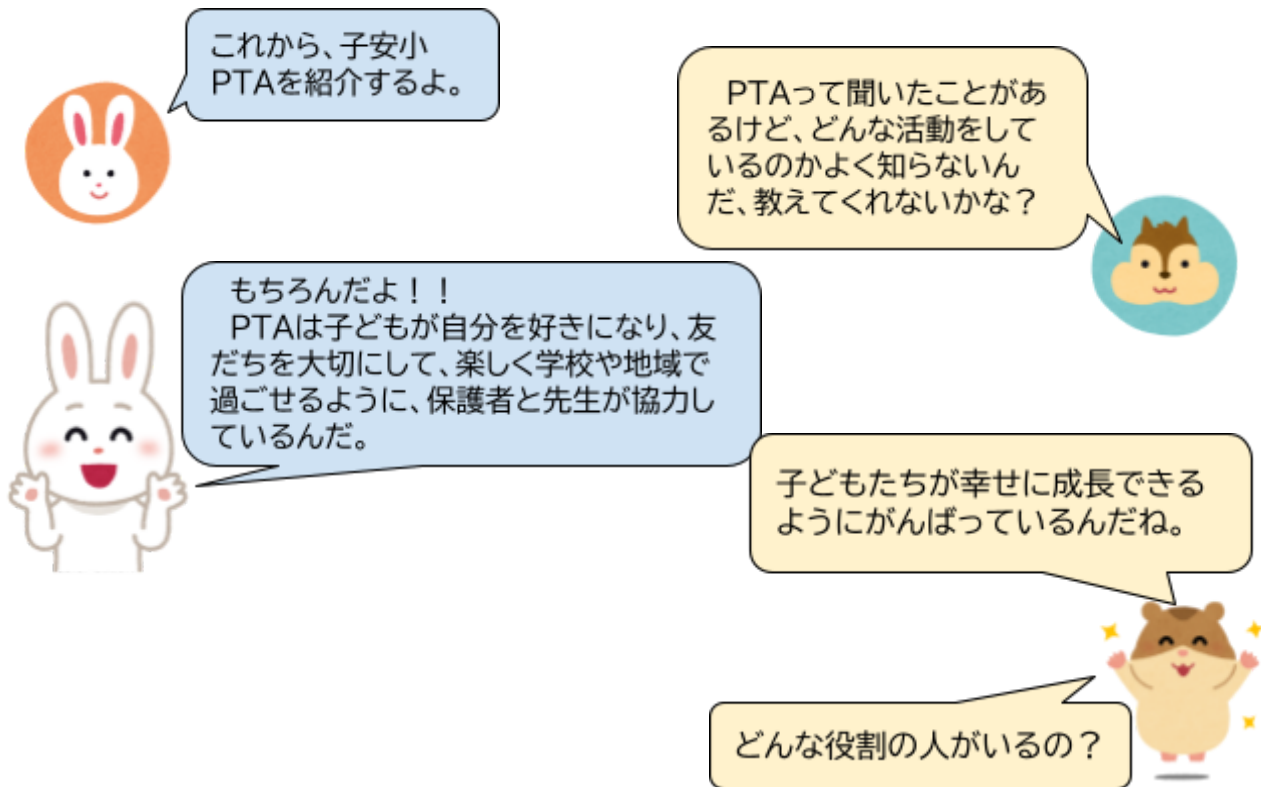 これから、子安小
PTAを紹介するよ。
PTAって聞いたことがあ
るけど、どんな活動をして
いるのかよく知らないん
だ、教えてくれないかな？
もちろんだよ！！
PTAは子どもが自分を好きになり、友
だちを大切にして、楽しく学校や地域で
過ごせるように、保護者と先生が協力し
ているんだ。
子どもたちが幸せに成長できる
ようにがんばっているんだね。
どんな役割の人がいるの？